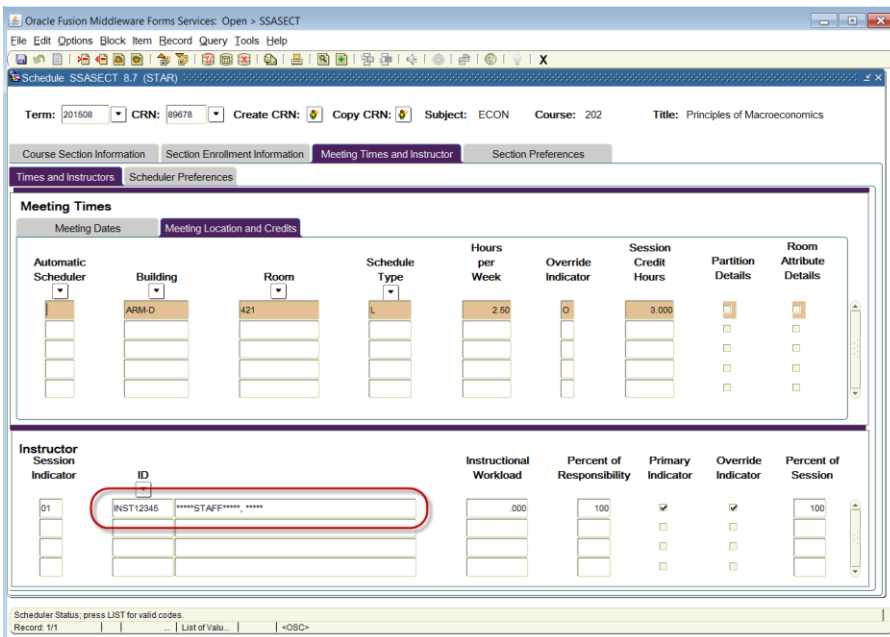 Oracle Fusion Middleware Forms Services: Open > SSASECT
File Edit Options Block Item Record Query Tools Help
X
Schedule SSASECT 8.7 (STAR)
Term: 201508 CRN: 89678 Create CRN: Copy CRN: Subject: ECON Course: 202 Title: Principles of Macroeconomics
Course Section Information Section Enrollment Information Meeting Times and Instructor Section Preferences
Times and Instructors Scheduler Preferences
Meeting Times
Meeting Dates Meeting Location and Credits
Hours Session Room
Automatic Schedule per Override Credit Partition Attribute
Scheduler Building Room Type Week Indicator Hours Details Details
ARM-D 421 L 2.50 O 3.000
Instructor
Session Instructional Percent of Primary Override Percent of
Indicator ID Workload Responsibility Indicator Indicator Session
01 INST12345 *****STAFF*****, ***** .000 100 100
Scheduler Status; press LIST for valid codes.
Record: 1/1 ... List of Valu... <OSC>